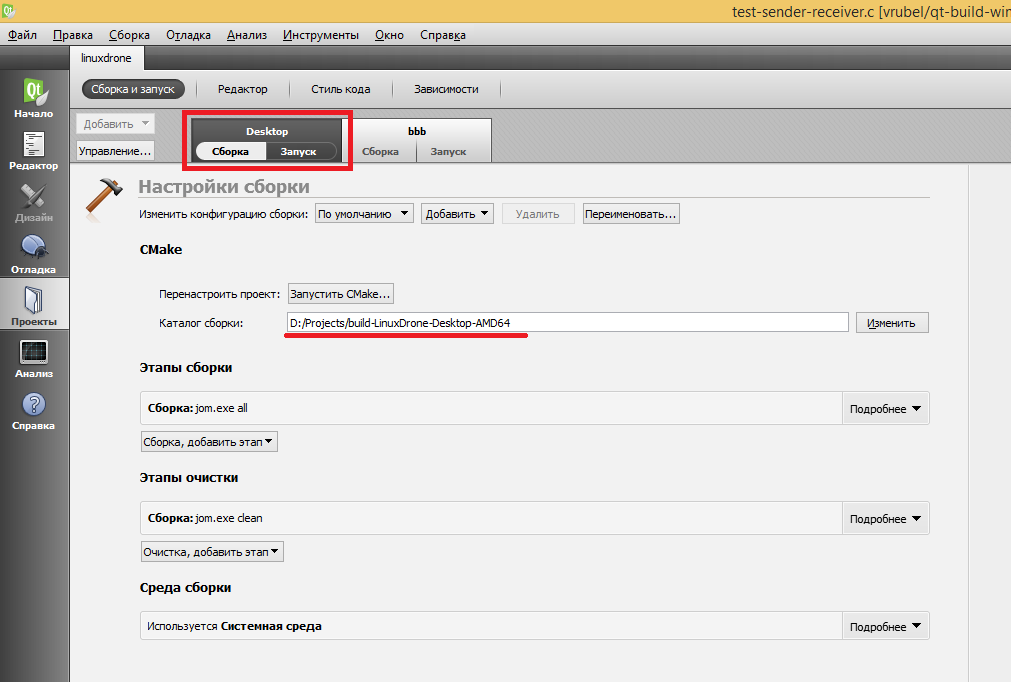 test-sender-receiver.c [vrubel/qt-build-win
Файл Правка Сборка Отладка Анализ Инструменты Окно Справка
linuxdrone
Qt
Начало
Редактор
Дизайн
Отладка
Проекты
Анализ
Справка
Сборка и запуск Редактор Стиль кода Зависимости
Добавить
Управление...
Desktop
Сборка Запуск
bbb
Сборка Запуск
Настройки сборки
Изменить конфигурацию сборки: По умолчанию Добавить Удалить Переименовать...
CMake
Перенастроить проект: Запустить CMake...
Каталог сборки: D:/Projects/build-LinuxDrone-Desktop-AMD64 Изменить
Этапы сборки
Сборка: jom.exe all Подробнее
Сборка, добавить этап
Этапы очистки
Сборка: jom.exe clean Подробнее
Очистка, добавить этап
Среда сборки
Используется Системная среда Подробнее